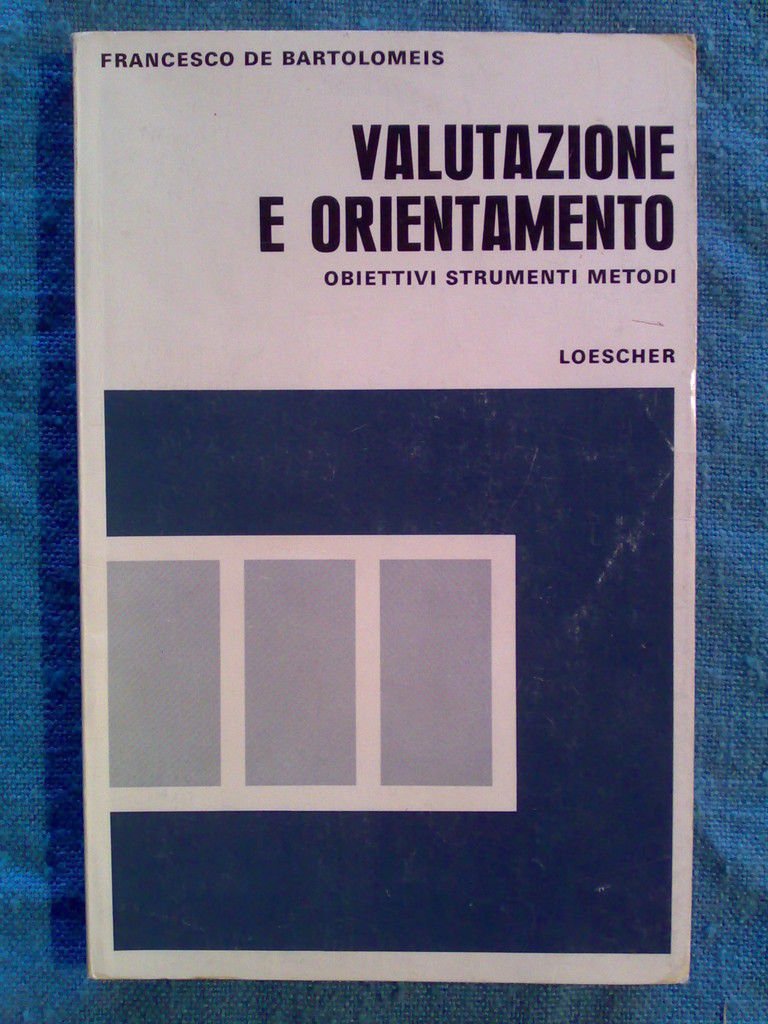 FRANCESCO DE BARTOLOMEIS
VALUTAZIONE
E ORIENTAMENTO
OBIETTIVI STRUMENTI METODI
LOESCHER